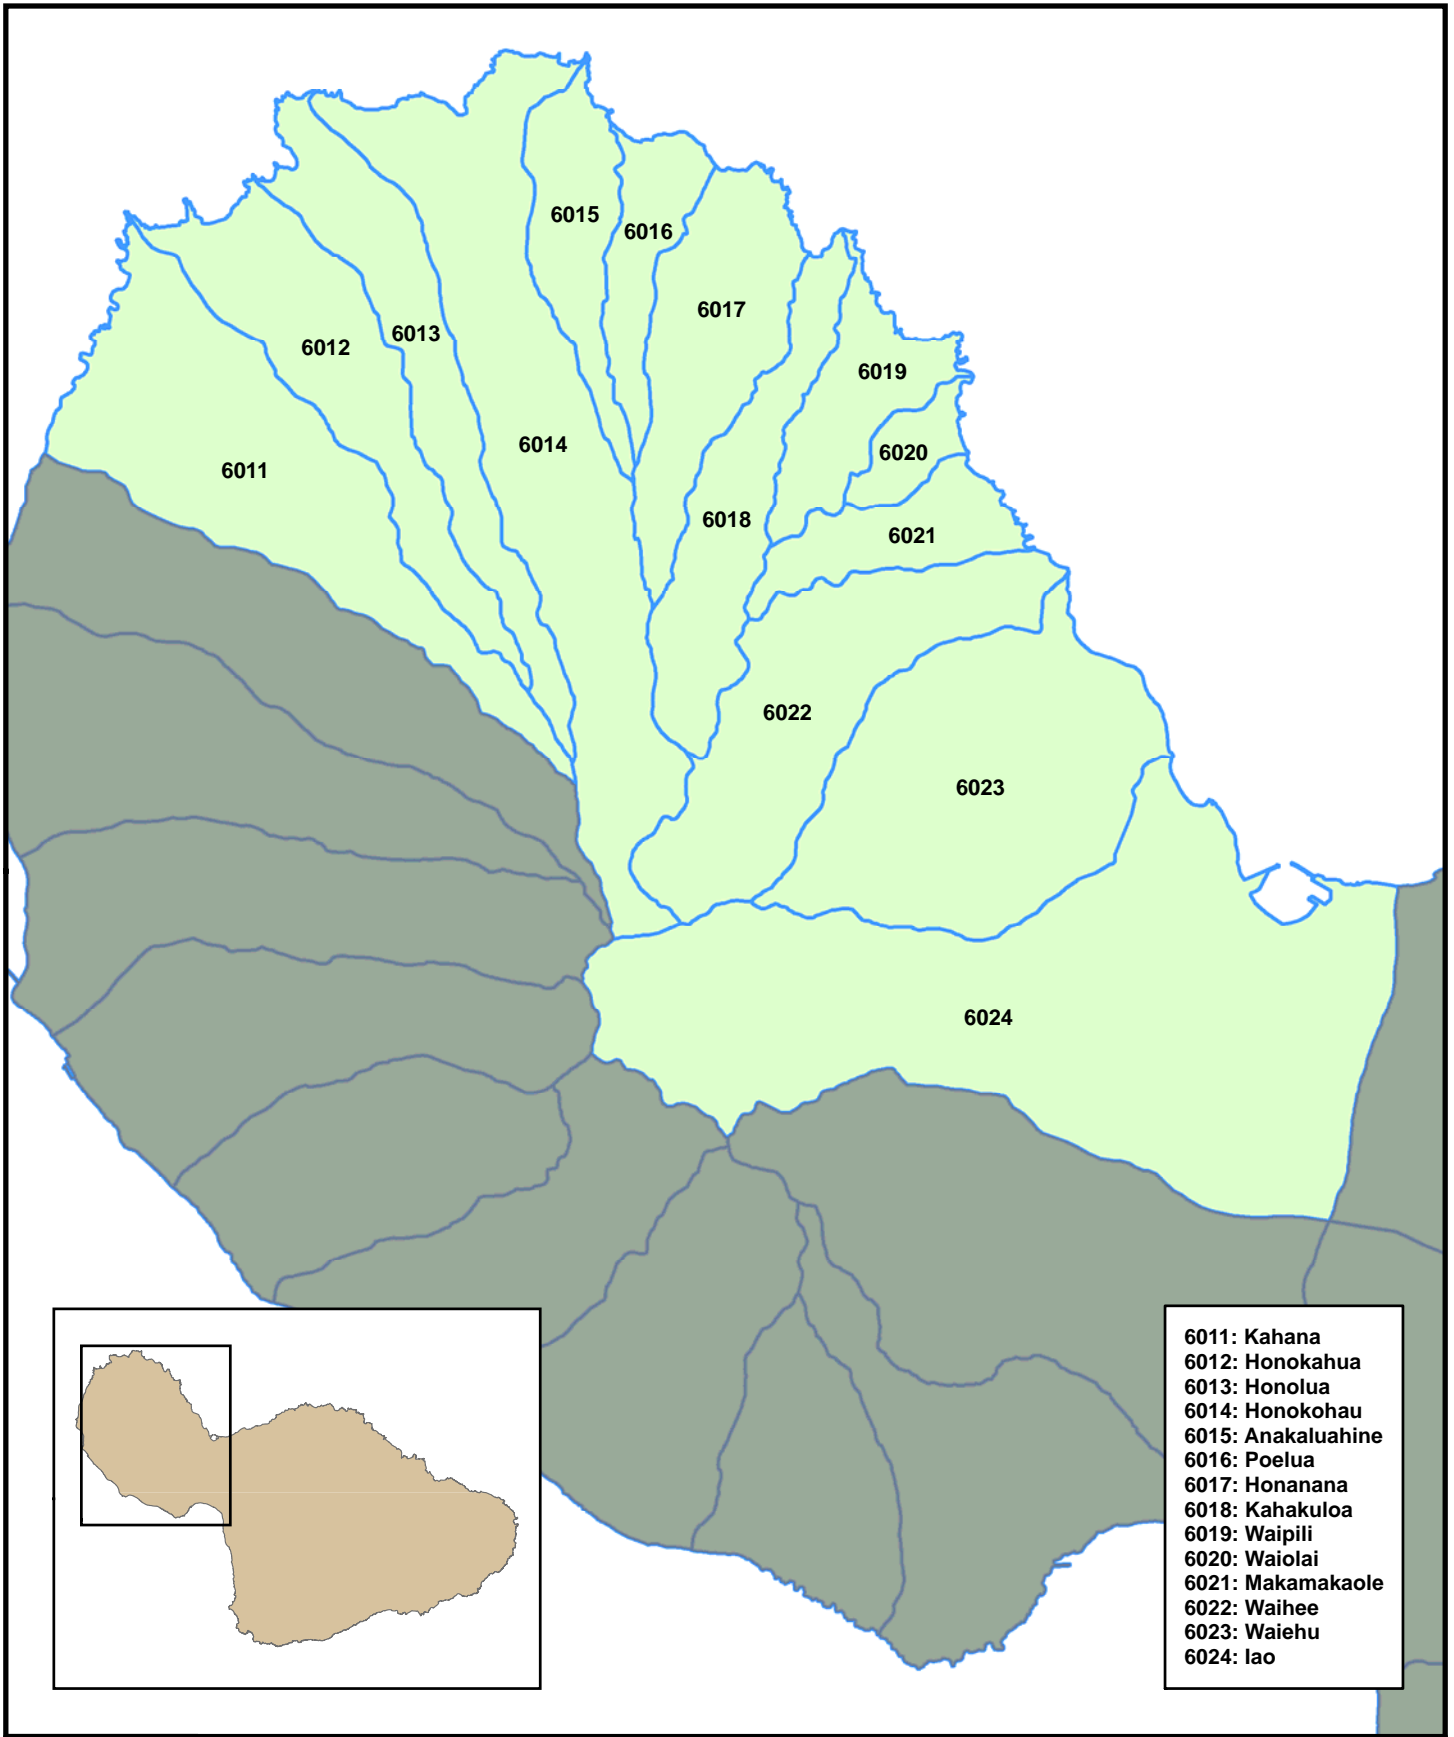 6015
6016
6017
6013
6012
6019
6014
6020
6011
6018
6021
6022
6023
6024
6011: Kahana
6012: Honokahua
6013: Honolua
6014: Honokohau
6015: Anakaluahine
6016: Poelua
6017: Honanana
6018: Kahakuloa
6019: Waipili
6020: Waiolai
6021: Makamakaole
6022: Waihee
6023: Waiehu
6024: Iao